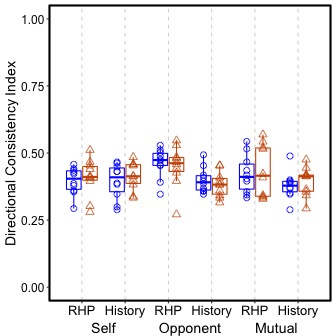 Directional Consistency Index
1.00
0.75
0.50
0.25
0.00
RHP History RHP History RHP History
Self Opponent Mutual